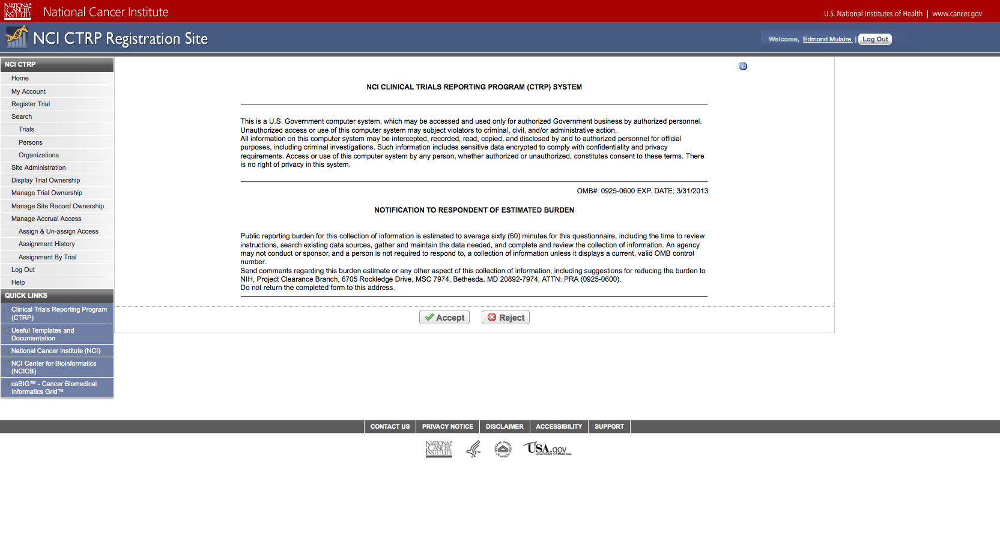 NATIONAL CANCER INSTITUTE
National Cancer Institute
U.S. National Institutes of Health | www.cancer.gov
NCI CTRP Registration Site
Welcome, Edmond Mulaire | Log Out
NCI CTRP
Home
My Account
Register Trial
Search
Trials
Persons
Organizations
Site Administration
Display Trial Ownership
Manage Trial Ownership
Manage Site Record Ownership
Manage Accrual Access
Assign & Un-assign Access
Assignment History
Assignment By Trial
Log Out
Help
QUICK LINKS
Clinical Trials Reporting Program
(CTRP)
Useful Templates and
Documentation
National Cancer Institute (NCI)
NCI Center for Bioinformatics
(NCICB)
caBIG™ - Cancer Biomedical
Informatics Grid™
?
NCI CLINICAL TRIALS REPORTING PROGRAM (CTRP) SYSTEM
This is a U.S. Government computer system, which may be accessed and used only for authorized Government business by authorized personnel.
Unauthorized access or use of this computer system may subject violators to criminal, civil, and/or administrative action.
All information on this computer system may be intercepted, recorded, read, copied, and disclosed by and to authorized personnel for official
purposes, including criminal investigations. Such information includes sensitive data encrypted to comply with confidentiality and privacy
requirements. Access or use of this computer system by any person, whether authorized or unauthorized, constitutes consent to these terms. There
is no right of privacy in this system.
OMB#: 0925-0600 EXP. DATE: 3/31/2013
NOTIFICATION TO RESPONDENT OF ESTIMATED BURDEN
Public reporting burden for this collection of information is estimated to average sixty (60) minutes for this questionnaire, including the time to review
instructions, search existing data sources, gather and maintain the data needed, and complete and review the collection of information. An agency
may not conduct or sponsor, and a person is not required to respond to, a collection of information unless it displays a current, valid OMB control
number.
Send comments regarding this burden estimate or any other aspect of this collection of information, including suggestions for reducing the burden to
NIH, Project Clearance Branch, 6705 Rockledge Drive, MSC 7974, Bethesda, MD 20892-7974, ATTN: PRA (0925-0600).
Do not return the completed form to this address.
Accept Reject
CONTACT US PRIVACY NOTICE DISCLAIMER ACCESSIBILITY SUPPORT
NATIONAL CANCER INSTITUTE
NATIONAL INSTITUTES OF HEALTH
USA.gov
Government Made Easy